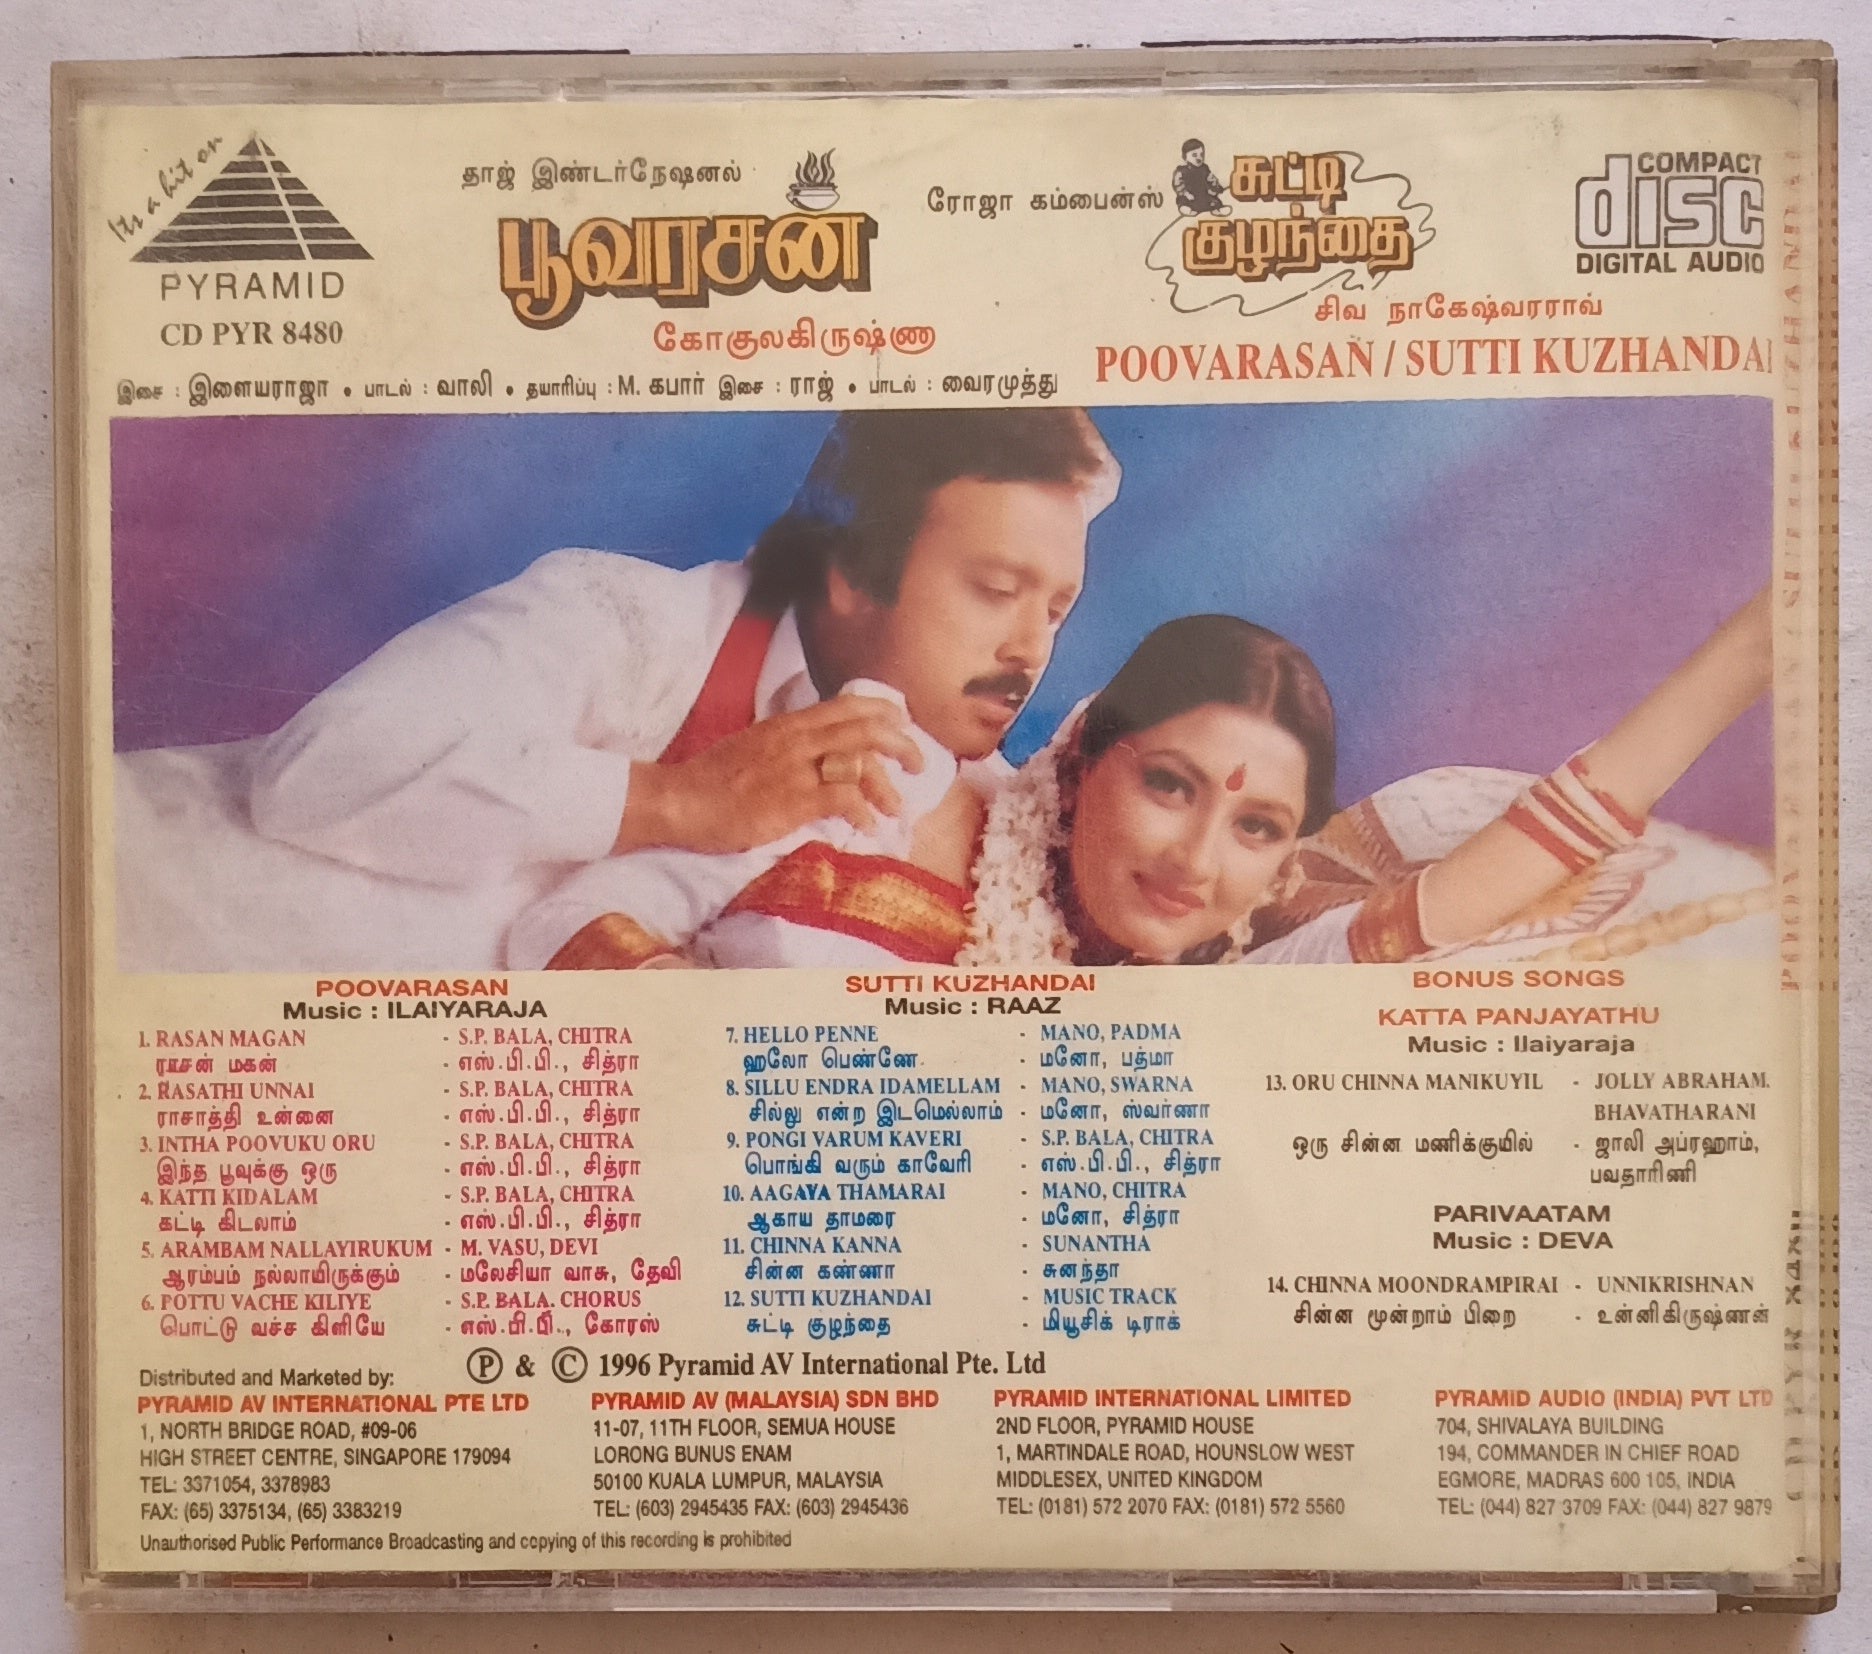 Its a hit on
PYRAMID
CD PYR 8480
தாஜ் இண்டர்நேஷனல்
பூவரசன்
கோகுலகிருஷ்ண
ரோஜா கம்பைன்ஸ்
சுட்டி
குழந்தை
சிவ நாகேஷ்வரராவ்
COMPACT
disc
DIGITAL AUDIO
POOVARASAN / SUTTI KUZHANDAI
இசை : இளையராஜா • பாடல் : வாலி • தயாரிப்பு : M. கபார் இசை : ராஜ் • பாடல் : வைரமுத்து
POOVARASAN
Music : ILAIYARAJA
1. RASAN MAGAN - S.P. BALA, CHITRA
ராசன் மகன் - எஸ்.பி.பி., சித்ரா
2. RASATHI UNNAI - S.P. BALA, CHITRA
ராசாத்தி உன்னை - எஸ்.பி.பி., சித்ரா
3. INTHA POOVUKU ORU - S.P. BALA, CHITRA
இந்த பூவுக்கு ஒரு - எஸ்.பி.பி., சித்ரா
4. KATTI KIDALAM - S.P. BALA, CHITRA
கட்டி கிடலாம் - எஸ்.பி.பி., சித்ரா
5. ARAMBAM NALLAYIRUKUM - M. VASU, DEVI
ஆரம்பம் நல்லாயிருக்கும் - மலேசியா வாசு, தேவி
6. POTTU VACHE KILIYE - S.P. BALA. CHORUS
பொட்டு வச்ச கிளியே - எஸ்.பி.பி., கோரஸ்
SUTTI KUZHANDAI
Music : RAAZ
7. HELLO PENNE - MANO, PADMA
ஹலோ பெண்ணே - மனோ, பத்மா
8. SILLU ENDRA IDAMELLAM - MANO, SWARNA
சில்லு என்ற இடமெல்லாம் - மனோ, ஸ்வர்ணா
9. PONGI VARUM KAVERI - S.P. BALA, CHITRA
பொங்கி வரும் காவேரி - எஸ்.பி.பி., சித்ரா
10. AAGAYA THAMARAI - MANO, CHITRA
ஆகாய தாமரை - மனோ, சித்ரா
11. CHINNA KANNA - SUNANTHA
சின்ன கண்ணா - சுனந்தா
12. SUTTI KUZHANDAI - MUSIC TRACK
சுட்டி குழந்தை - மியூசிக் டிராக்
BONUS SONGS
KATTA PANJAYATHU
Music : Ilaiyaraja
13. ORU CHINNA MANIKUYIL - JOLLY ABRAHAM.
BHAVATHARANI
ஒரு சின்ன மணிக்குயில் - ஜாலி அப்ரஹாம்,
பவதாரிணி
PARIVAATAM
Music : DEVA
14. CHINNA MOONDRAMPIRAI - UNNIKRISHNAN
சின்ன மூன்றாம் பிறை - உன்னிகிருஷ்ணன்
Ⓟ & © 1996 Pyramid AV International Pte. Ltd
Distributed and Marketed by:
PYRAMID AV INTERNATIONAL PTE LTD
1, NORTH BRIDGE ROAD, #09-06
HIGH STREET CENTRE, SINGAPORE 179094
TEL: 3371054, 3378983
FAX: (65) 3375134, (65) 3383219
PYRAMID AV (MALAYSIA) SDN BHD
11-07, 11TH FLOOR, SEMUA HOUSE
LORONG BUNUS ENAM
50100 KUALA LUMPUR, MALAYSIA
TEL: (603) 2945435 FAX: (603) 2945436
PYRAMID INTERNATIONAL LIMITED
2ND FLOOR, PYRAMID HOUSE
1, MARTINDALE ROAD, HOUNSLOW WEST
MIDDLESEX, UNITED KINGDOM
TEL: (0181) 572 2070 FAX: (0181) 572 5560
PYRAMID AUDIO (INDIA) PVT LTD
704, SHIVALAYA BUILDING
194, COMMANDER IN CHIEF ROAD
EGMORE, MADRAS 600 105, INDIA
TEL: (044) 827 3709 FAX: (044) 827 9879
Unauthorised Public Performance Broadcasting and copying of this recording is prohibited